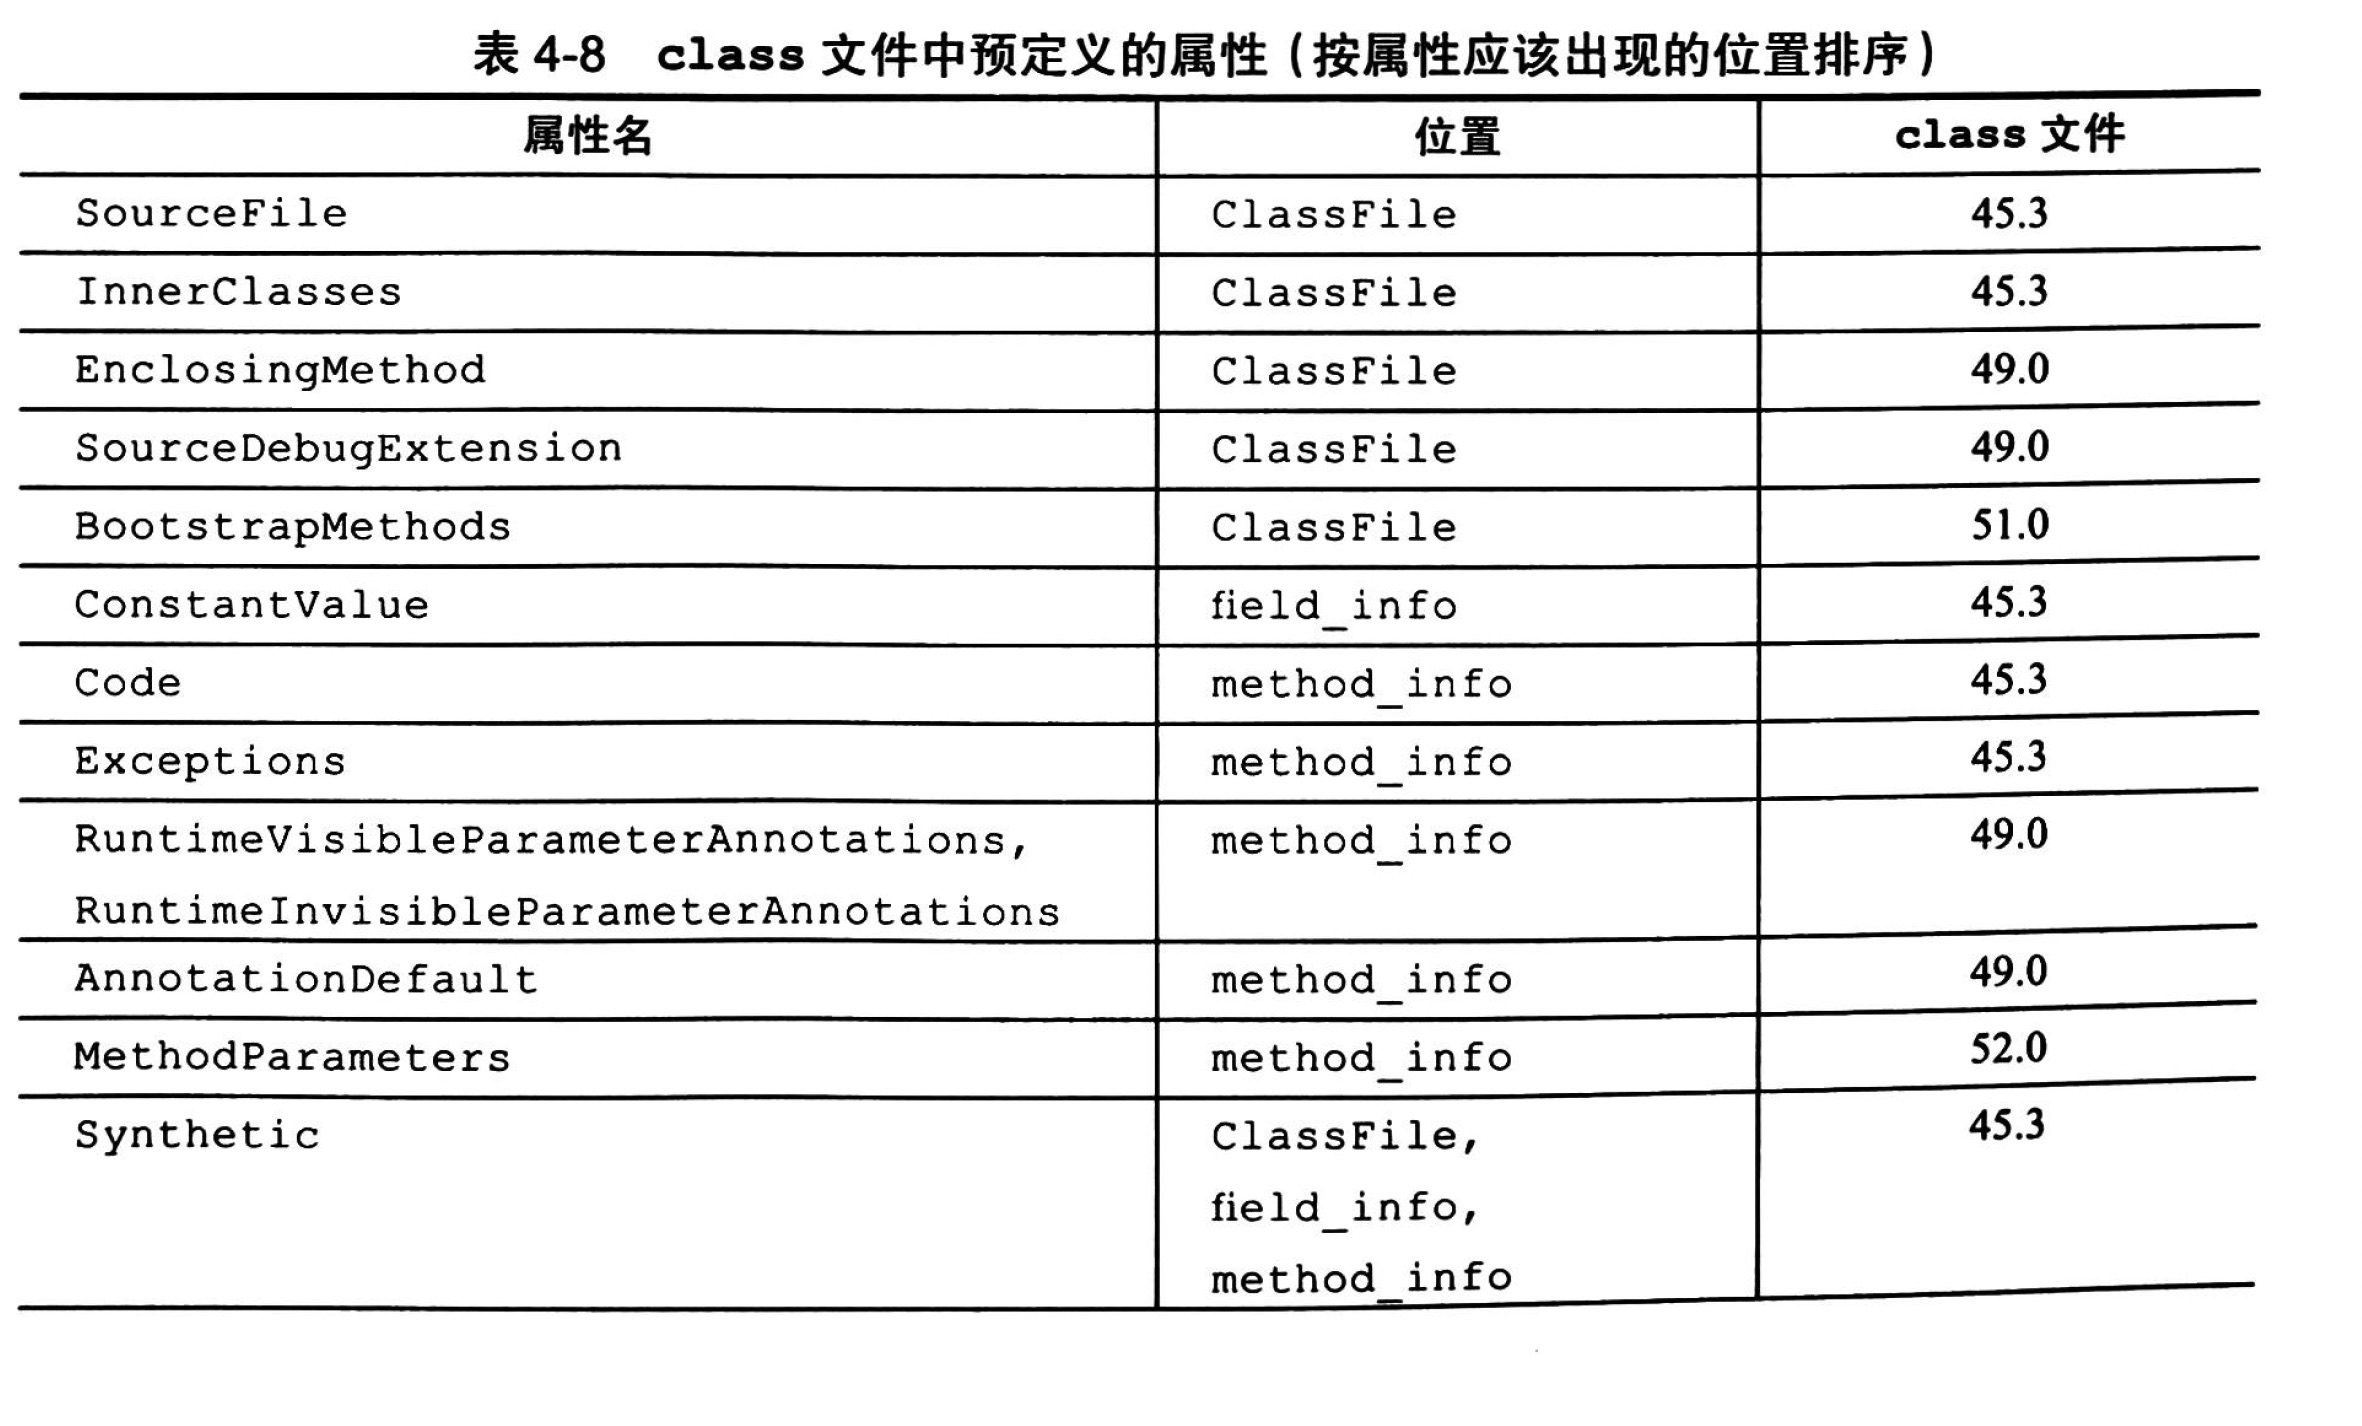 表 4-8 class 文件中预定义的属性（按属性应该出现的位置排序）
属性名 位置 class 文件
SourceFile ClassFile 45.3
InnerClasses ClassFile 45.3
EnclosingMethod ClassFile 49.0
SourceDebugExtension ClassFile 49.0
BootstrapMethods ClassFile 51.0
ConstantValue field_info 45.3
Code method_info 45.3
Exceptions method_info 45.3
RuntimeVisibleParameterAnnotations, method_info 49.0
RuntimeInvisibleParameterAnnotations
AnnotationDefault method_info 49.0
MethodParameters method_info 52.0
Synthetic ClassFile, 45.3
field_info,
method_info